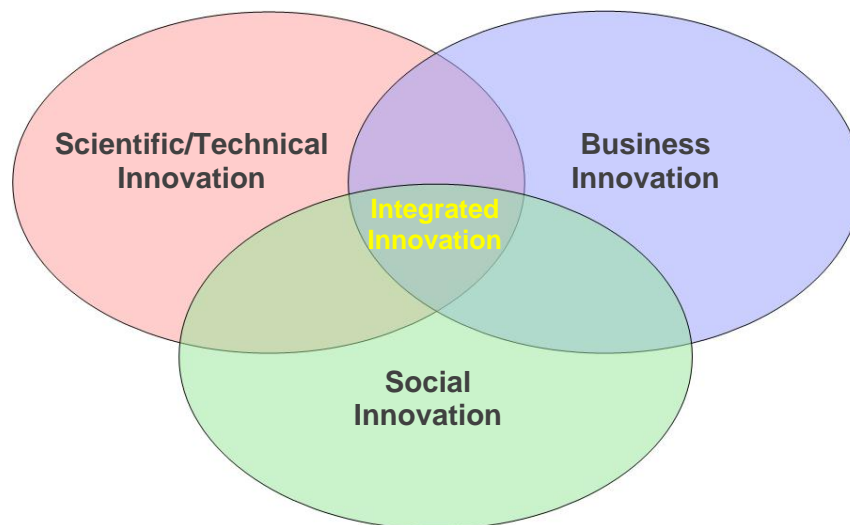 Scientific/Technical
Innovation
Business
Innovation
Integrated
Innovation
Social
Innovation